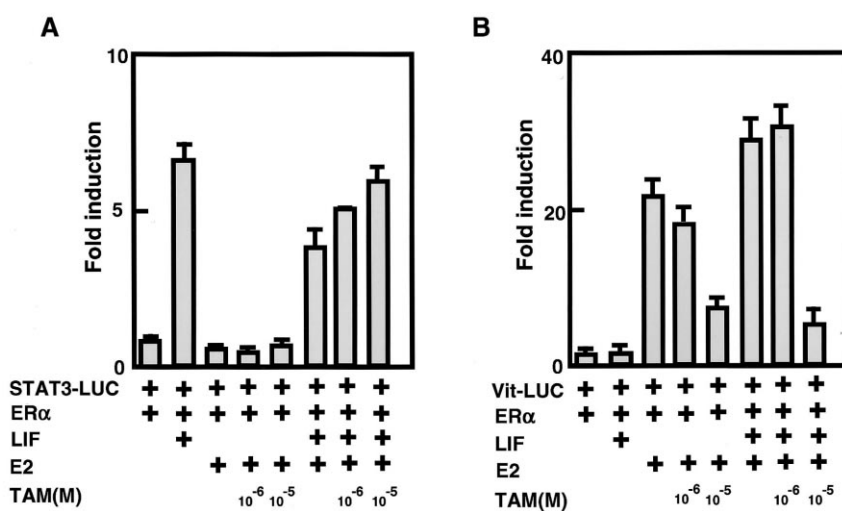 A
10
5
0
Fold induction
STAT3-LUC + + + + + + + +
ERα + + + + + + + +
LIF + + + +
E2 + + + + + +
TAM(M) 10⁻⁶ 10⁻⁵ 10⁻⁶ 10⁻⁵
B
40
20
0
Fold induction
Vit-LUC + + + + + + + +
ERα + + + + + + + +
LIF + + + +
E2 + + + + + +
TAM(M) 10⁻⁶ 10⁻⁵ 10⁻⁶ 10⁻⁵